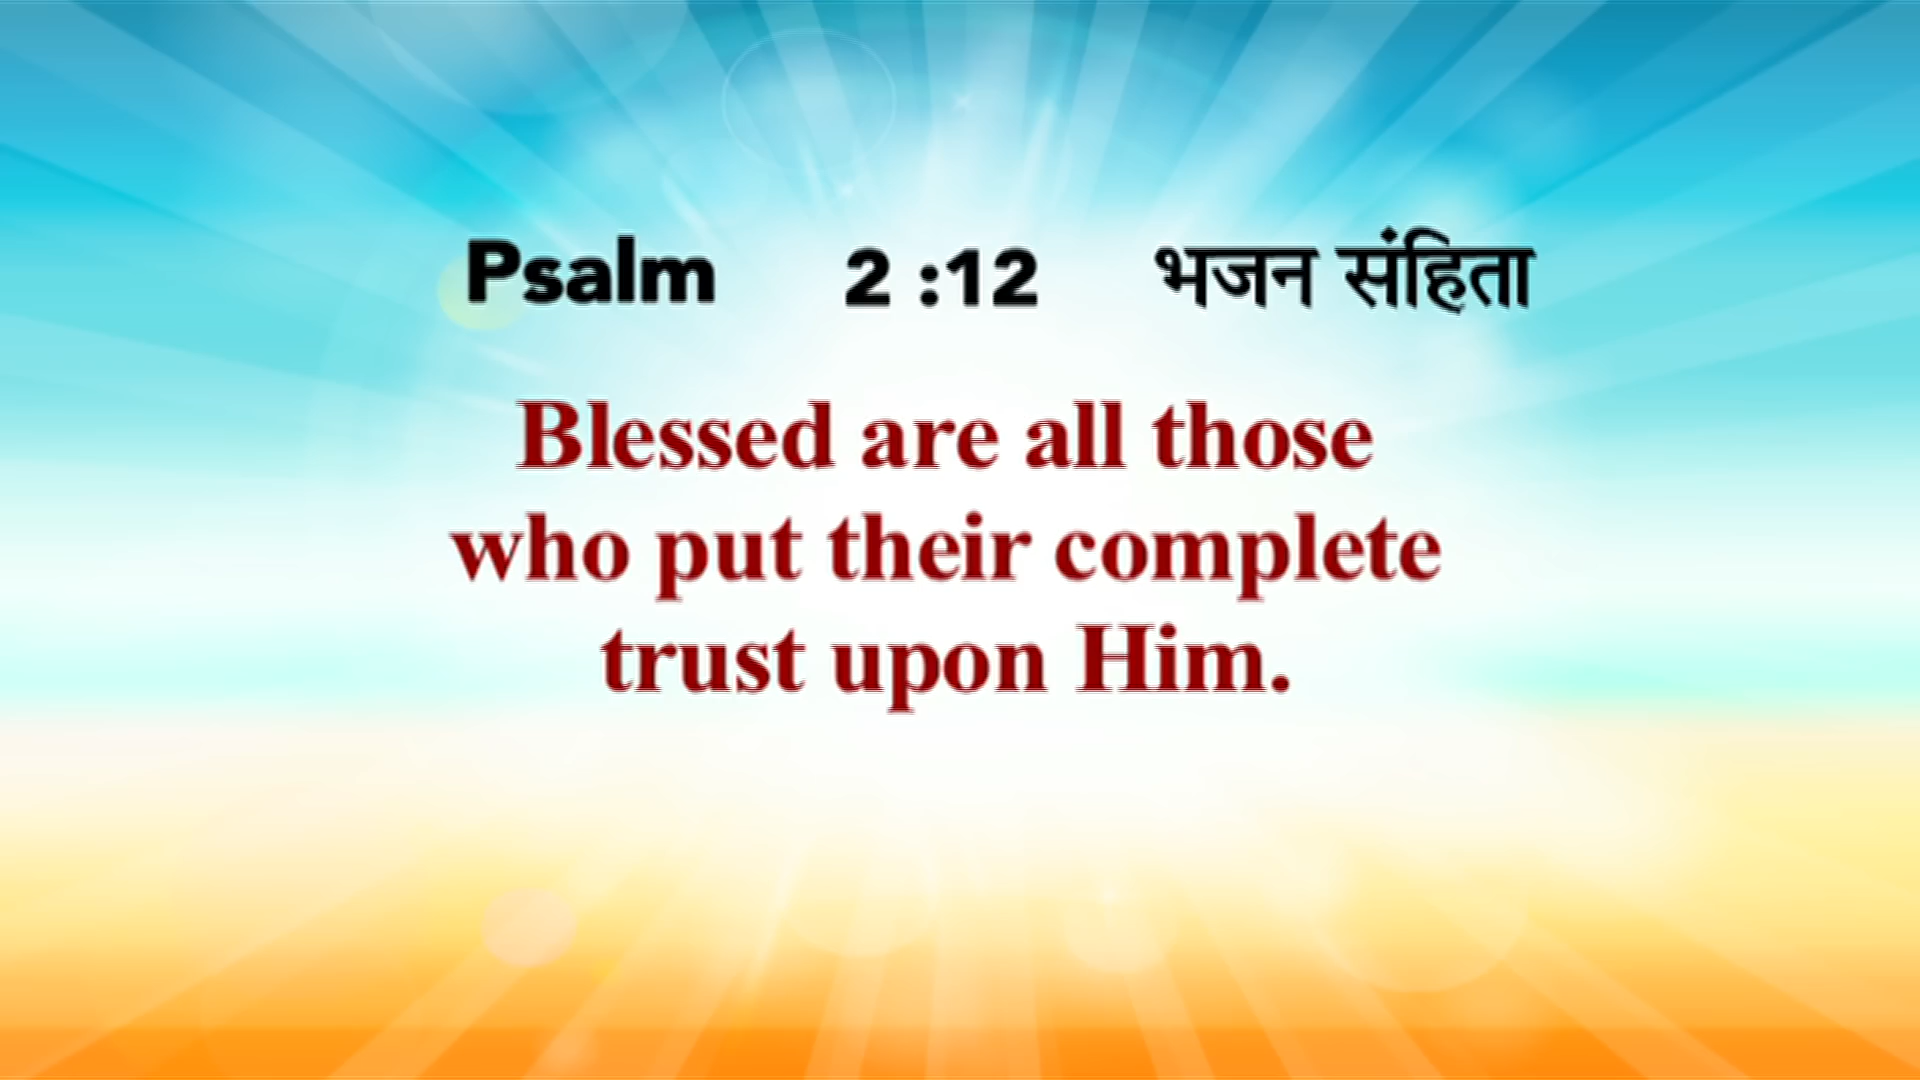 Psalm 2 :12 भजन संहिता
Blessed are all those
who put their complete
trust upon Him.